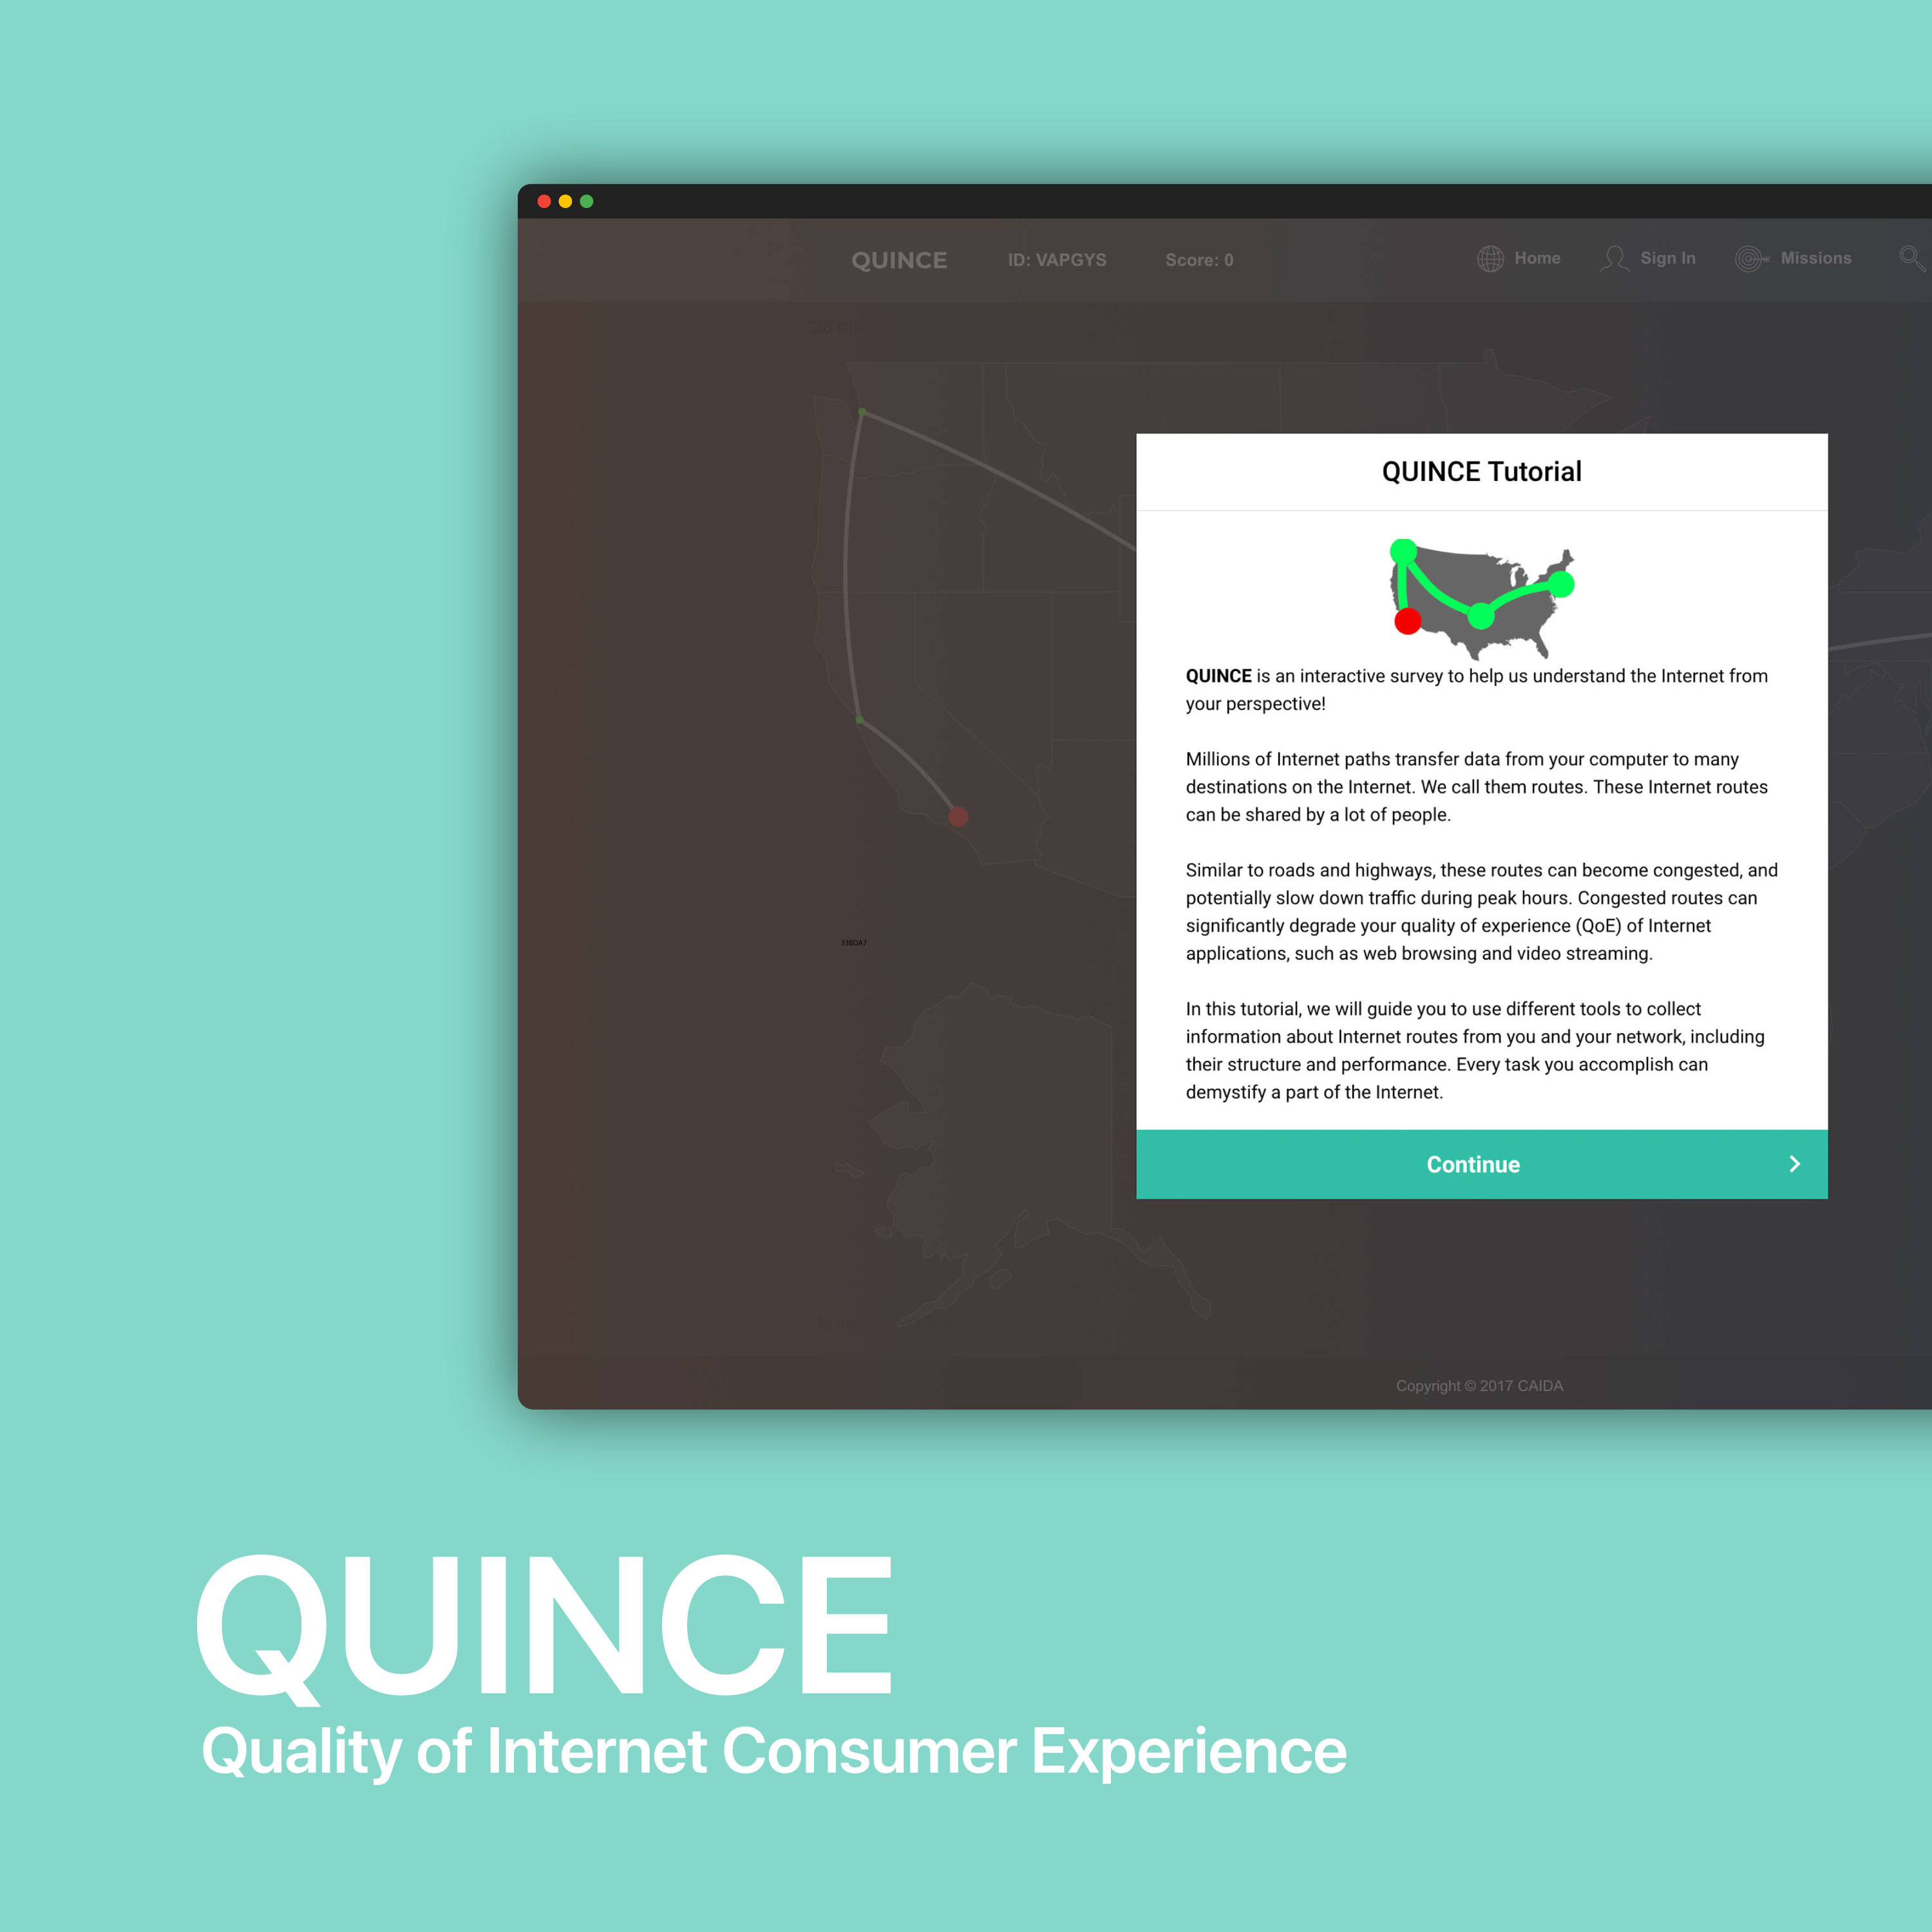 QUINCE ID: VAPGYS Score: 0 Home Sign In Missions
QUINCE Tutorial
QUINCE is an interactive survey to help us understand the Internet from
your perspective!
Millions of Internet paths transfer data from your computer to many
destinations on the Internet. We call them routes. These Internet routes
can be shared by a lot of people.
Similar to roads and highways, these routes can become congested, and
potentially slow down traffic during peak hours. Congested routes can
significantly degrade your quality of experience (QoE) of Internet
applications, such as web browsing and video streaming.
In this tutorial, we will guide you to use different tools to collect
information about Internet routes from you and your network, including
their structure and performance. Every task you accomplish can
demystify a part of the Internet.
Continue
Copyright © 2017 CAIDA
QUINCE
Quality of Internet Consumer Experience